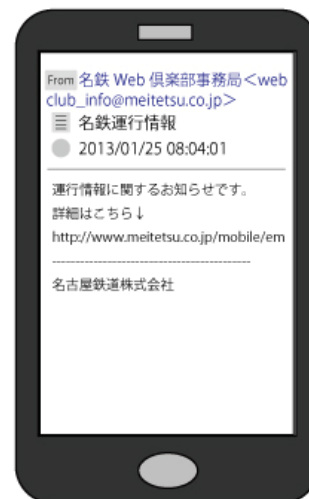 From 名鉄 Web 倶楽部事務局＜web
club_info@meitetsu.co.jp＞
名鉄運行情報
2013/01/25 08:04:01
運行情報に関するお知らせです。
詳細はこちら↓
http://www.meitetsu.co.jp/mobile/em
--------------------------------------------
名古屋鉄道株式会社